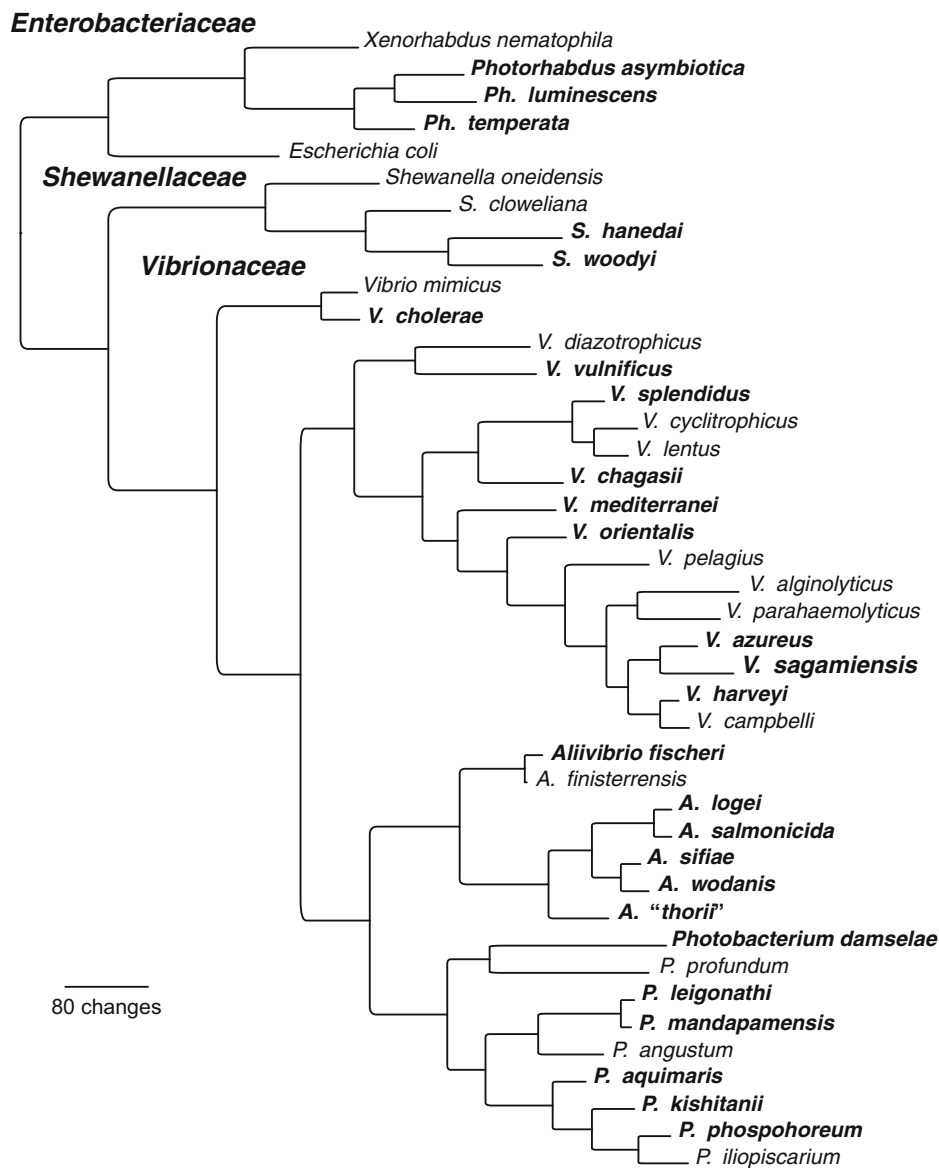 Enterobacteriaceae
Xenorhabdus nematophila
Photorhabdus asymbiotica
Ph. luminescens
Ph. temperata
Escherichia coli
Shewanellaceae
Shewanella oneidensis
S. cloweliana
S. hanedai
S. woodyi
Vibrionaceae
Vibrio mimicus
V. cholerae
V. diazotrophicus
V. vulnificus
V. splendidus
V. cyclitrophicus
V. lentus
V. chagasii
V. mediterranei
V. orientalis
V. pelagius
V. alginolyticus
V. parahaemolyticus
V. azureus
V. sagamiensis
V. harveyi
V. campbelli
Aliivibrio fischeri
A. finisterrensis
A. logei
A. salmonicida
A. sifiae
A. wodanis
A. “thorii”
Photobacterium damselae
P. profundum
P. leigonathi
P. mandapamensis
P. angustum
P. aquimaris
P. kishitanii
P. phospohoreum
P. iliopiscarium
80 changes